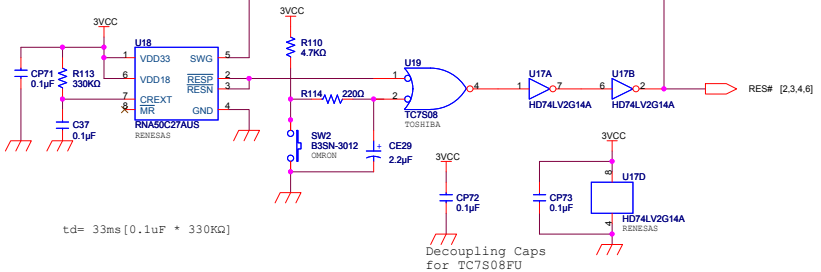 3VCC
U18
1 VDD33 SWG 5
6 VDD18 RESP 2
RESN 3
7 CREXT
8 MR GND 4
RNA50C27AUS
RENESAS
CP71
0.1µF
R113
330KΩ
C37
0.1µF
3VCC
R110
4.7KΩ
R114 220Ω
SW2
B3SN-3012
OMRON
+
CE29
2.2µF
U19
1
2
4
TC7S08
TOSHIBA
U17A
1 7
HD74LV2G14A
U17B
6 2
HD74LV2G14A
RES# [2,3,4,6]
3VCC
CP72
0.1µF
3VCC
CP73
0.1µF
8
U17D
4
HD74LV2G14A
RENESAS
td= 33ms[0.1uF * 330KΩ]
Decoupling Caps
for TC7S08FU